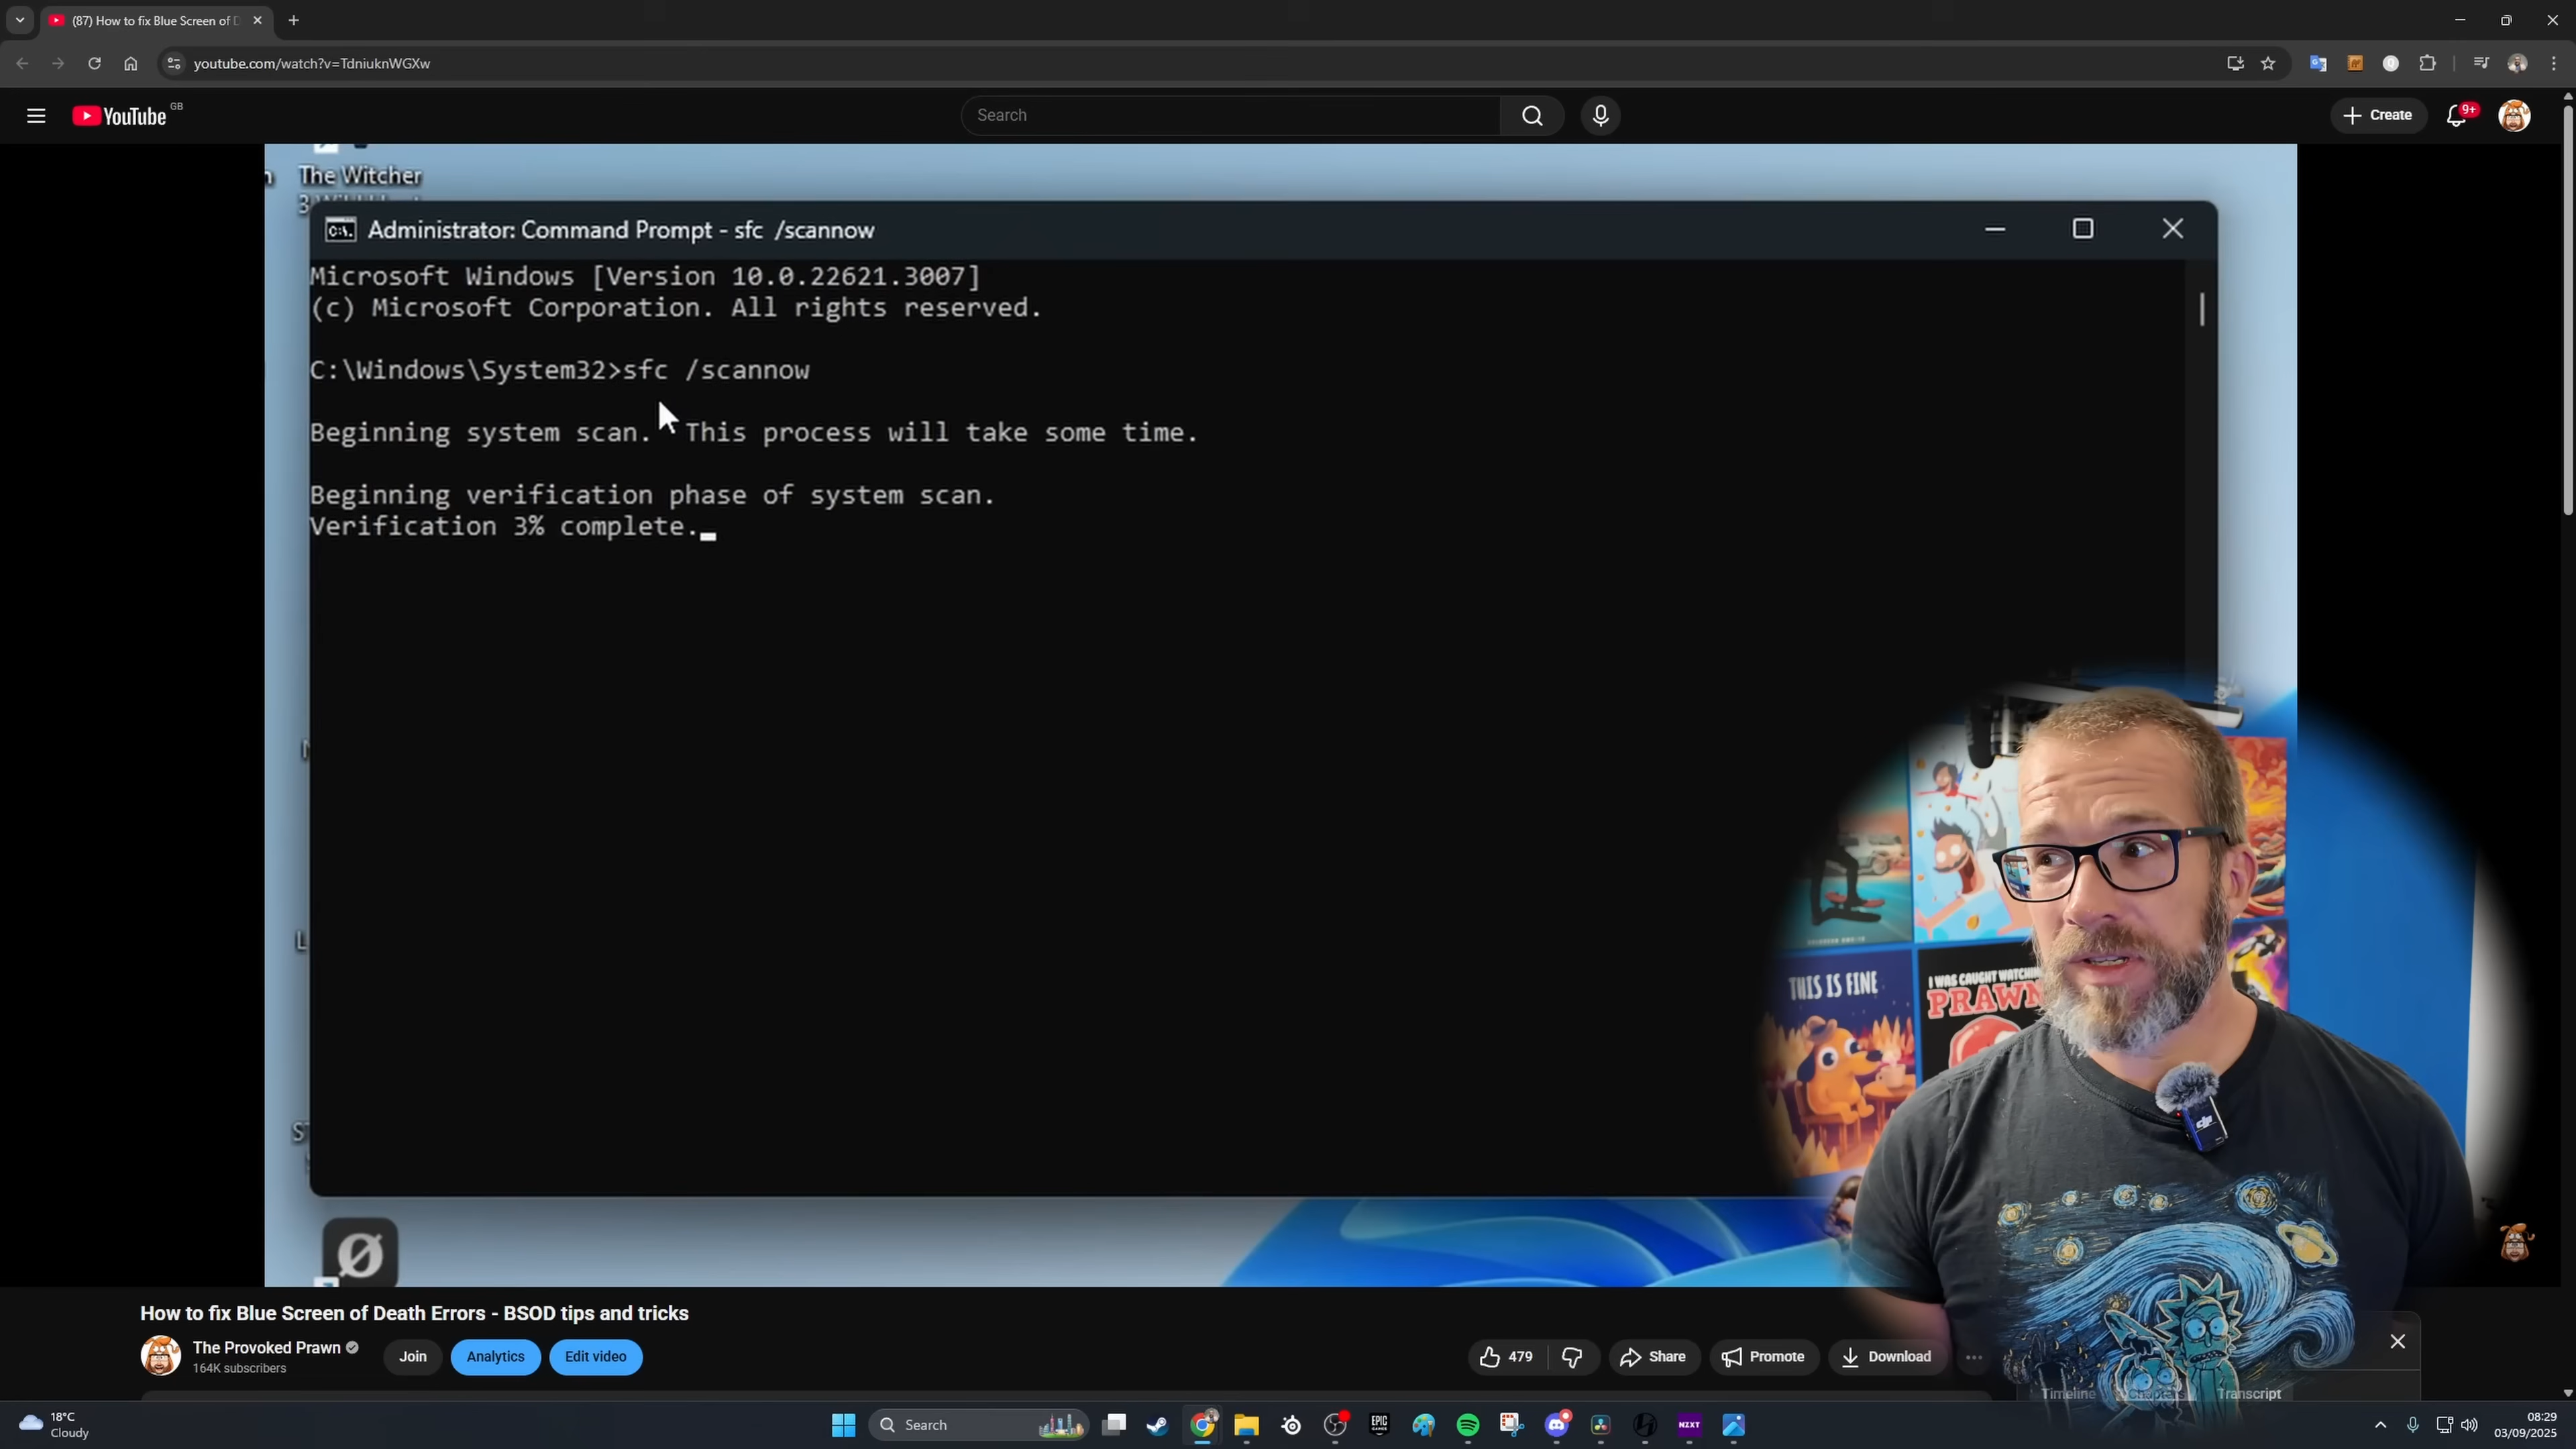 (87) How to fix Blue Screen of D
youtube.com/watch?v=TdniuknWGXw
YouTube GB
Search
Create
9+
The Witcher
Administrator: Command Prompt - sfc /scannow
Microsoft Windows [Version 10.0.22621.3007]
(c) Microsoft Corporation. All rights reserved.
C:\Windows\System32>sfc /scannow
Beginning system scan. This process will take some time.
Beginning verification phase of system scan.
Verification 3% complete.
THIS IS FINE
I WAS CAUGHT WATCHING
PRAWN
How to fix Blue Screen of Death Errors - BSOD tips and tricks
The Provoked Prawn
164K subscribers
Join
Analytics
Edit video
479
Share
Promote
Download
Timeline
Transcript
18°C
Cloudy
Search
EPIC GAMES
NZXT
08:29
03/09/2025